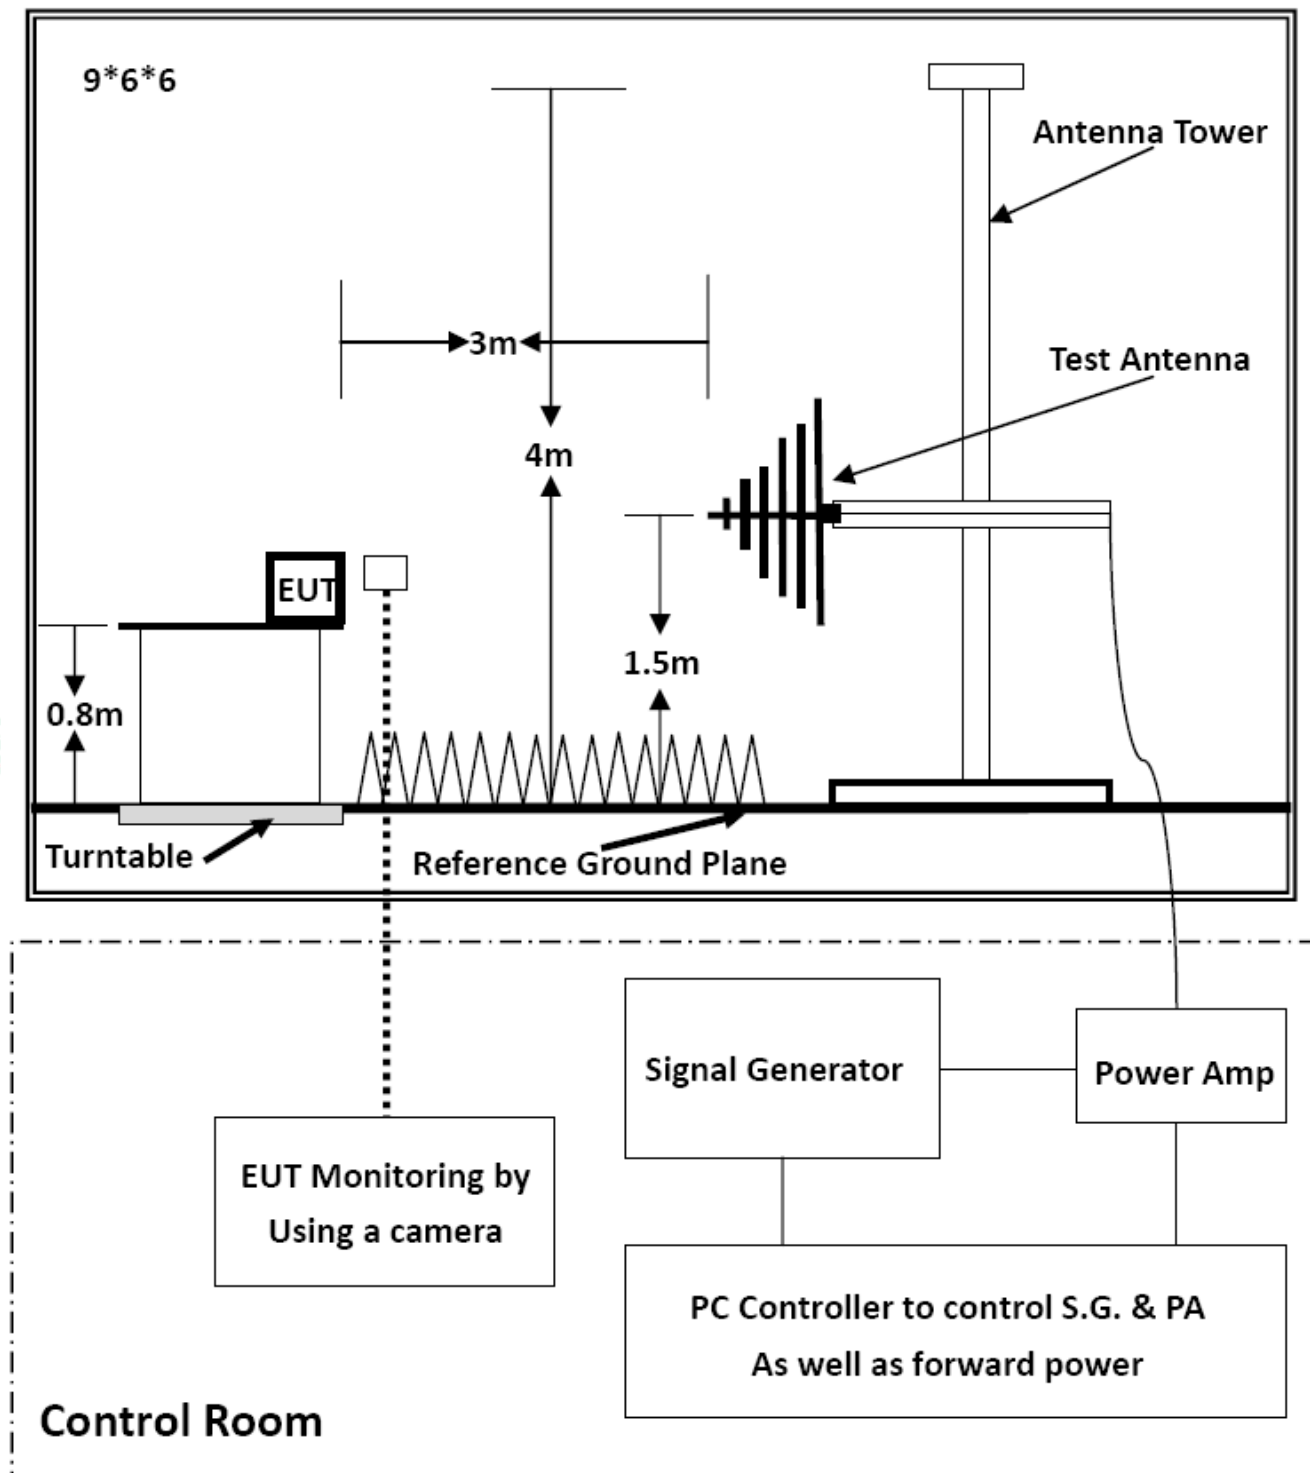 9*6*6
Antenna Tower
3m
Test Antenna
4m
EUT
1.5m
0.8m
Turntable
Reference Ground Plane
Signal Generator
Power Amp
EUT Monitoring by
Using a camera
PC Controller to control S.G. & PA
As well as forward power
Control Room